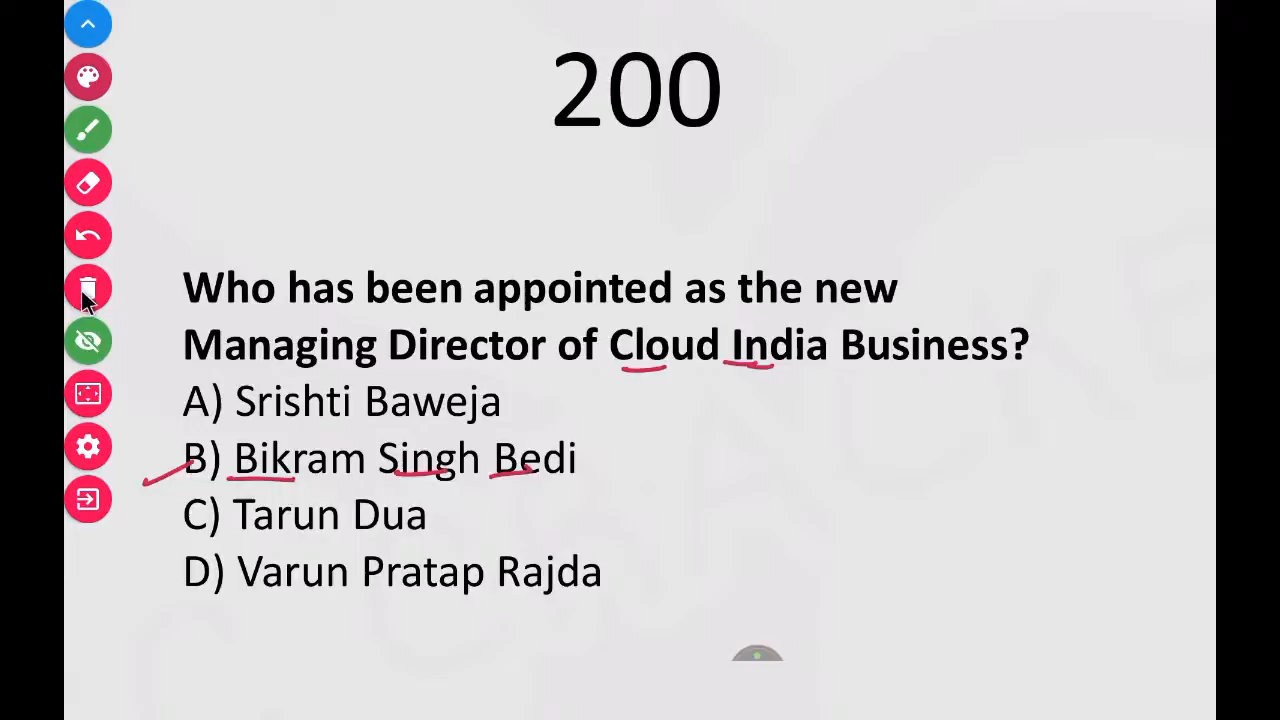 200
Who has been appointed as the new
Managing Director of Cloud India Business?
A) Srishti Baweja
B) Bikram Singh Bedi
C) Tarun Dua
D) Varun Pratap Rajda